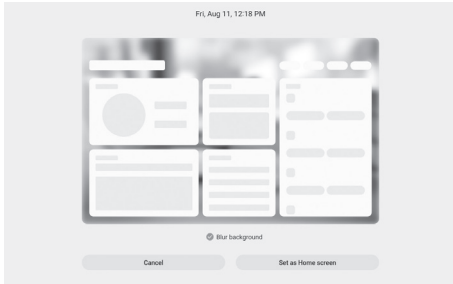 Fri, Aug 11, 12:18 PM
Blur background
Cancel
Set as Home screen